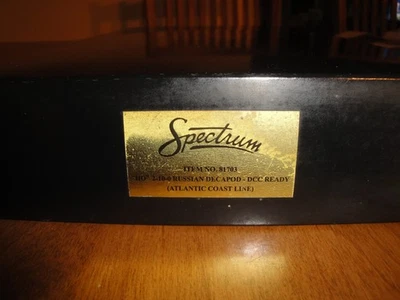 Spectrum
ITEM NO. 81703
HO 2-10-0 RUSSIAN DECAPOD - DCC READY
(ATLANTIC COAST LINE)